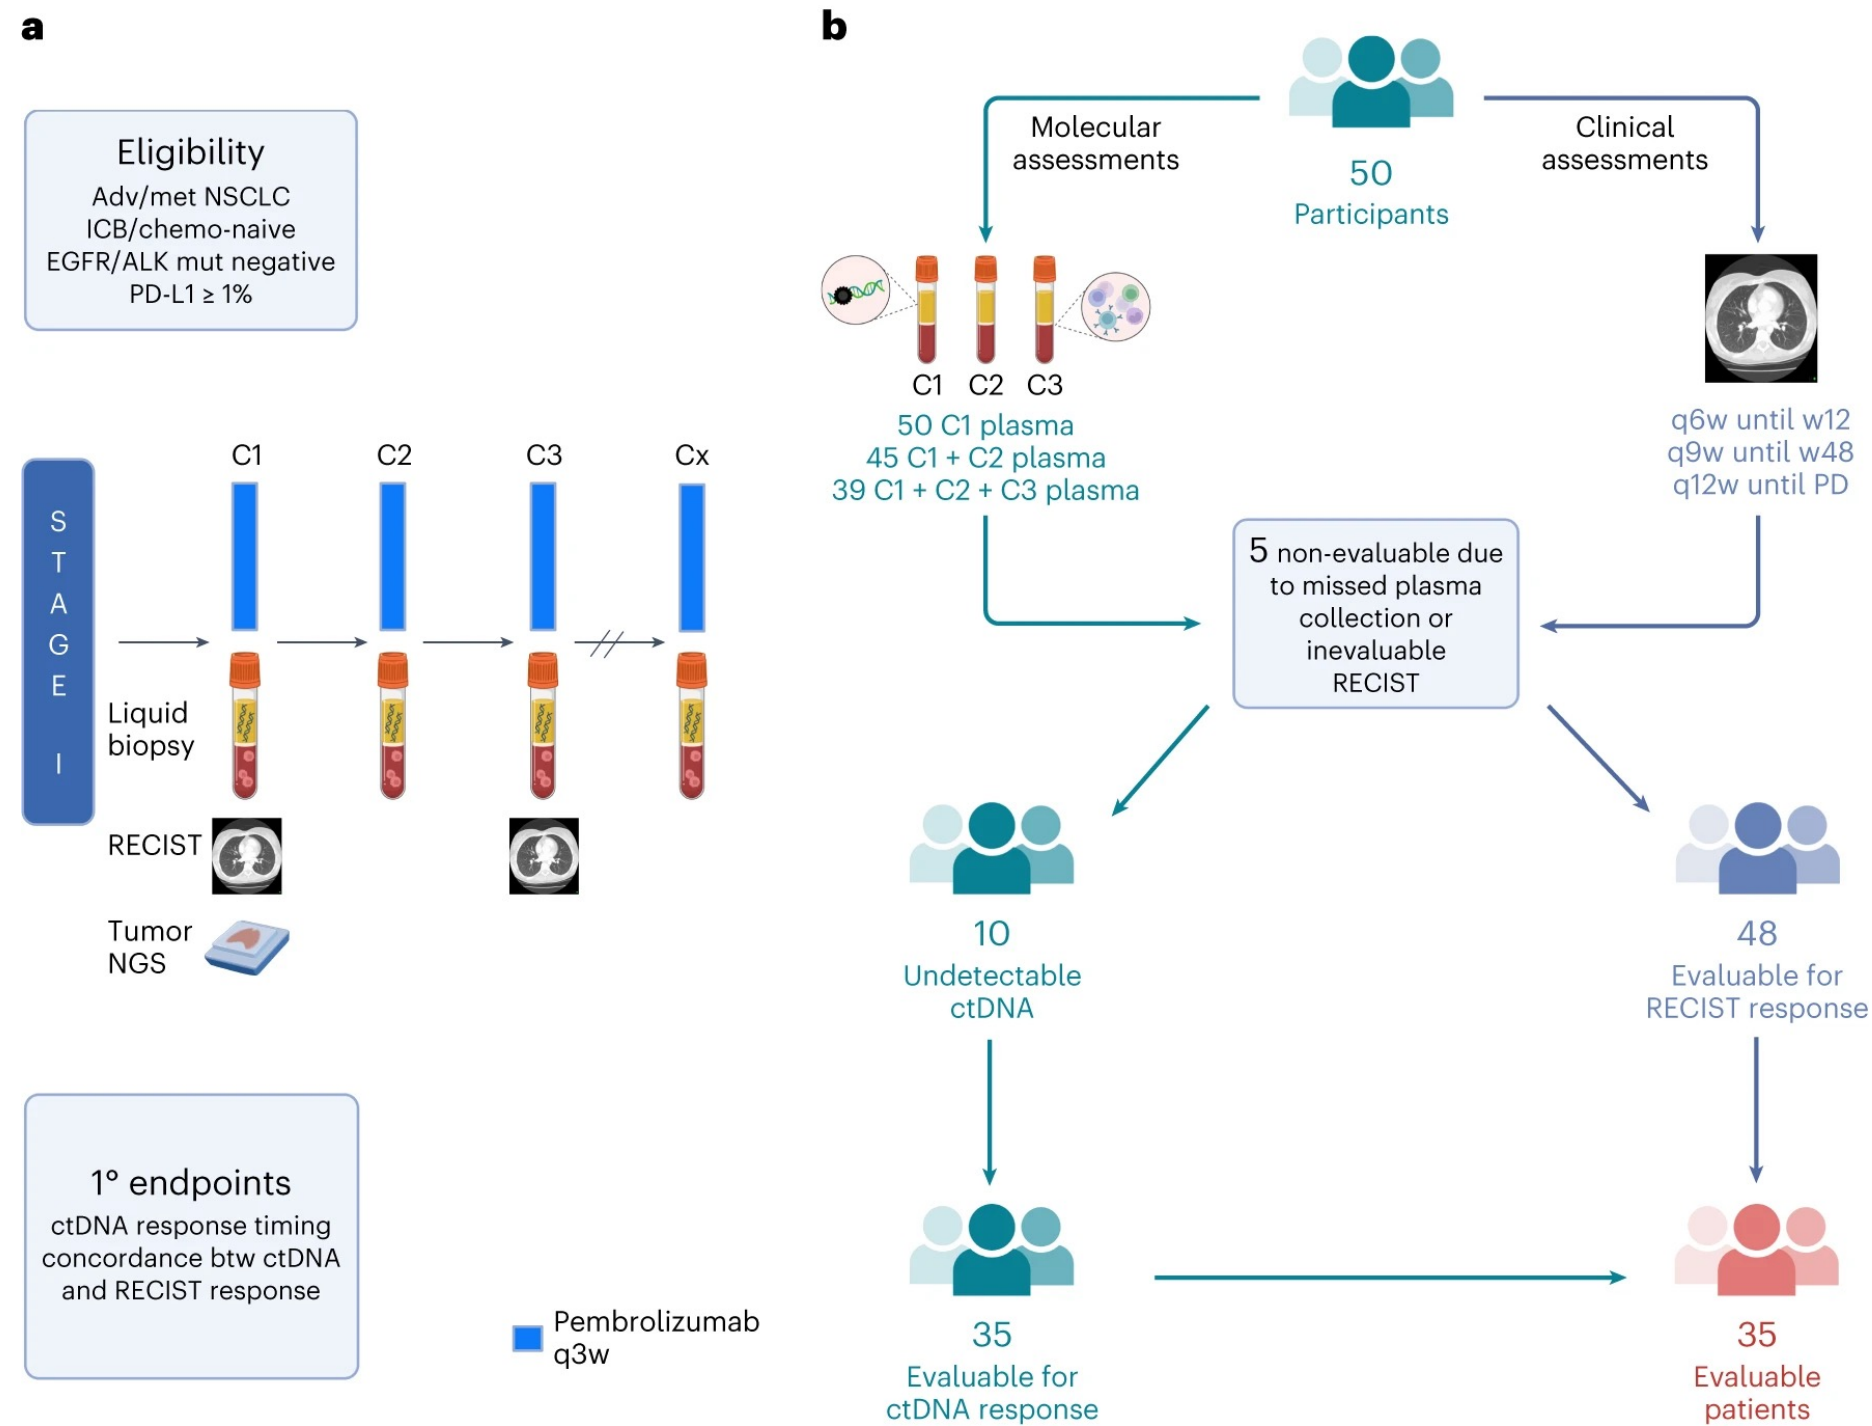 a
Eligibility
Adv/met NSCLC
ICB/chemo-naive
EGFR/ALK mut negative
PD-L1 ≥ 1%
STAGE I
C1
C2
C3
Cx
Liquid
biopsy
RECIST
Tumor
NGS
1° endpoints
ctDNA response timing
concordance btw ctDNA
and RECIST response
Pembrolizumab
q3w
b
50
Participants
Molecular
assessments
Clinical
assessments
C1
C2
C3
50 C1 plasma
45 C1 + C2 plasma
39 C1 + C2 + C3 plasma
q6w until w12
q9w until w48
q12w until PD
5 non-evaluable due
to missed plasma
collection or
inevaluable
RECIST
10
Undetectable
ctDNA
48
Evaluable for
RECIST response
35
Evaluable for
ctDNA response
35
Evaluable
patients